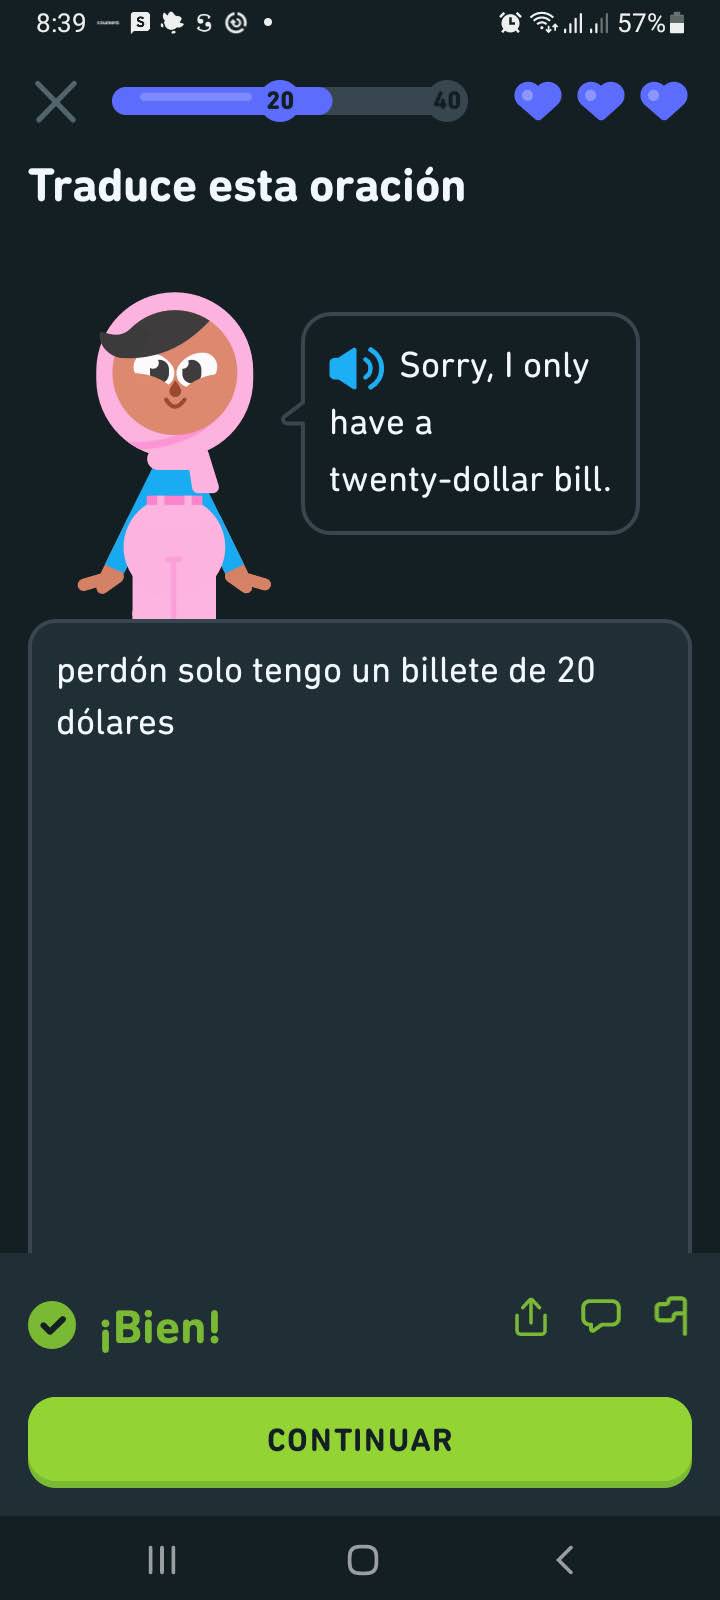 8:39 S S 57%
20 40
Traduce esta oración
Sorry, I only
have a
twenty-dollar bill.
perdón solo tengo un billete de 20
dólares
¡Bien!
CONTINUAR